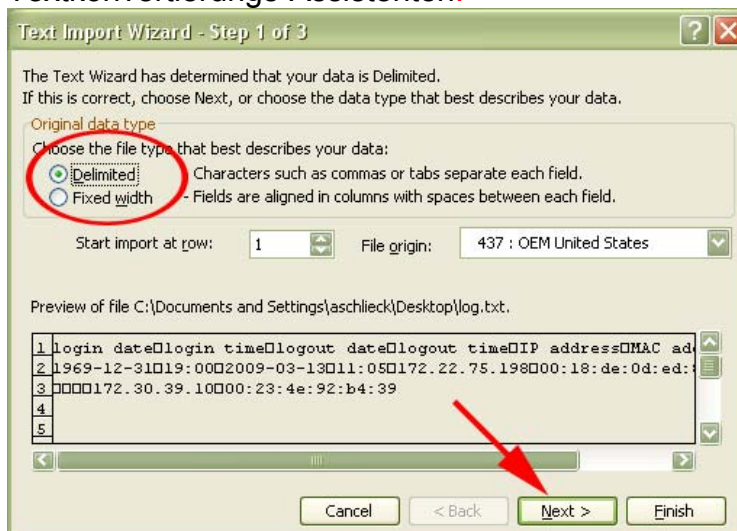 Textkonvertierungs-Assistenten.
Text Import Wizard - Step 1 of 3
The Text Wizard has determined that your data is Delimited.
If this is correct, choose Next, or choose the data type that best describes your data.
Original data type
Choose the file type that best describes your data:
Delimited - Characters such as commas or tabs separate each field.
Fixed width - Fields are aligned in columns with spaces between each field.
Start import at row: 1 File origin: 437 : OEM United States
Preview of file C:\Documents and Settings\aschlieck\Desktop\log.txt.
1 login date□login time□logout date□logout time□IP address□MAC ad
2 1969-12-31□19:00□2009-03-13□11:05□172.22.75.198□00:18:de:0d:ed:
3 □□□□172.30.39.10□00:23:4e:92:b4:39
4
5
Cancel < Back Next > Finish